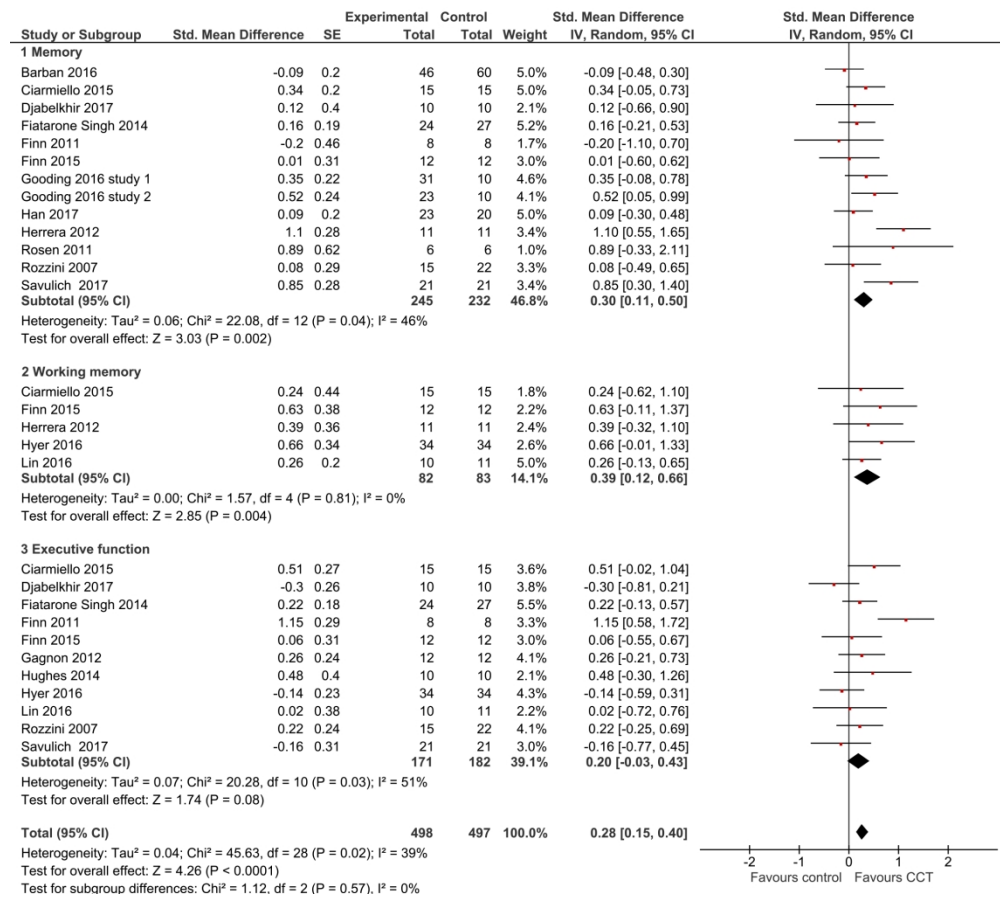 Experimental Control Std. Mean Difference Std. Mean Difference
Study or Subgroup Std. Mean Difference SE Total Total Weight IV, Random, 95% CI IV, Random, 95% CI
1 Memory
Barban 2016 -0.09 0.2 46 60 5.0% -0.09 [-0.48, 0.30]
Ciarmiello 2015 0.34 0.2 15 15 5.0% 0.34 [-0.05, 0.73]
Djabelkhir 2017 0.12 0.4 10 10 2.1% 0.12 [-0.66, 0.90]
Fiatarone Singh 2014 0.16 0.19 24 27 5.2% 0.16 [-0.21, 0.53]
Finn 2011 -0.2 0.46 8 8 1.7% -0.20 [-1.10, 0.70]
Finn 2015 0.01 0.31 12 12 3.0% 0.01 [-0.60, 0.62]
Gooding 2016 study 1 0.35 0.22 31 10 4.6% 0.35 [-0.08, 0.78]
Gooding 2016 study 2 0.52 0.24 23 10 4.1% 0.52 [0.05, 0.99]
Han 2017 0.09 0.2 23 20 5.0% 0.09 [-0.30, 0.48]
Herrera 2012 1.1 0.28 11 11 3.4% 1.10 [0.55, 1.65]
Rosen 2011 0.89 0.62 6 6 1.0% 0.89 [-0.33, 2.11]
Rozzini 2007 0.08 0.29 15 22 3.3% 0.08 [-0.49, 0.65]
Savulich 2017 0.85 0.28 21 21 3.4% 0.85 [0.30, 1.40]
Subtotal (95% CI) 245 232 46.8% 0.30 [0.11, 0.50]
Heterogeneity: Tau² = 0.06; Chi² = 22.08, df = 12 (P = 0.04); I² = 46%
Test for overall effect: Z = 3.03 (P = 0.002)
2 Working memory
Ciarmiello 2015 0.24 0.44 15 15 1.8% 0.24 [-0.62, 1.10]
Finn 2015 0.63 0.38 12 12 2.2% 0.63 [-0.11, 1.37]
Herrera 2012 0.39 0.36 11 11 2.4% 0.39 [-0.32, 1.10]
Hyer 2016 0.66 0.34 34 34 2.6% 0.66 [-0.01, 1.33]
Lin 2016 0.26 0.2 10 11 5.0% 0.26 [-0.13, 0.65]
Subtotal (95% CI) 82 83 14.1% 0.39 [0.12, 0.66]
Heterogeneity: Tau² = 0.00; Chi² = 1.57, df = 4 (P = 0.81); I² = 0%
Test for overall effect: Z = 2.85 (P = 0.004)
3 Executive function
Ciarmiello 2015 0.51 0.27 15 15 3.6% 0.51 [-0.02, 1.04]
Djabelkhir 2017 -0.3 0.26 10 10 3.8% -0.30 [-0.81, 0.21]
Fiatarone Singh 2014 0.22 0.18 24 27 5.5% 0.22 [-0.13, 0.57]
Finn 2011 1.15 0.29 8 8 3.3% 1.15 [0.58, 1.72]
Finn 2015 0.06 0.31 12 12 3.0% 0.06 [-0.55, 0.67]
Gagnon 2012 0.26 0.24 12 12 4.1% 0.26 [-0.21, 0.73]
Hughes 2014 0.48 0.4 10 10 2.1% 0.48 [-0.30, 1.26]
Hyer 2016 -0.14 0.23 34 34 4.3% -0.14 [-0.59, 0.31]
Lin 2016 0.02 0.38 10 11 2.2% 0.02 [-0.72, 0.76]
Rozzini 2007 0.22 0.24 15 22 4.1% 0.22 [-0.25, 0.69]
Savulich 2017 -0.16 0.31 21 21 3.0% -0.16 [-0.77, 0.45]
Subtotal (95% CI) 171 182 39.1% 0.20 [-0.03, 0.43]
Heterogeneity: Tau² = 0.07; Chi² = 20.28, df = 10 (P = 0.03); I² = 51%
Test for overall effect: Z = 1.74 (P = 0.08)
Total (95% CI) 498 497 100.0% 0.28 [0.15, 0.40]
Heterogeneity: Tau² = 0.04; Chi² = 45.63, df = 28 (P = 0.02); I² = 39%
Test for overall effect: Z = 4.26 (P < 0.0001)
Test for subgroup differences: Chi² = 1.12, df = 2 (P = 0.57), I² = 0%
-2 -1 0 1 2
Favours control Favours CCT